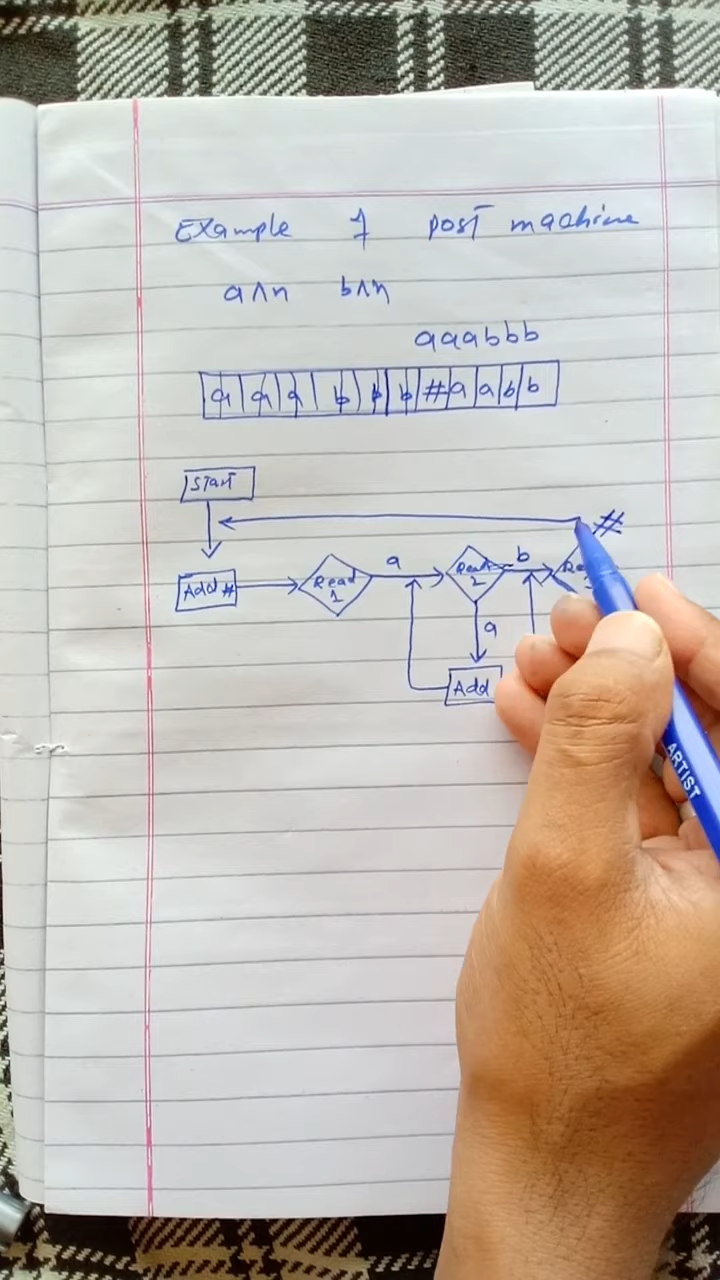 Example 7 post machine
a^n b^n
aaabbb
a a a b b b # a a b b
Start
#
Add # Read 1 a Read 2 b
a
Add
ARTIST